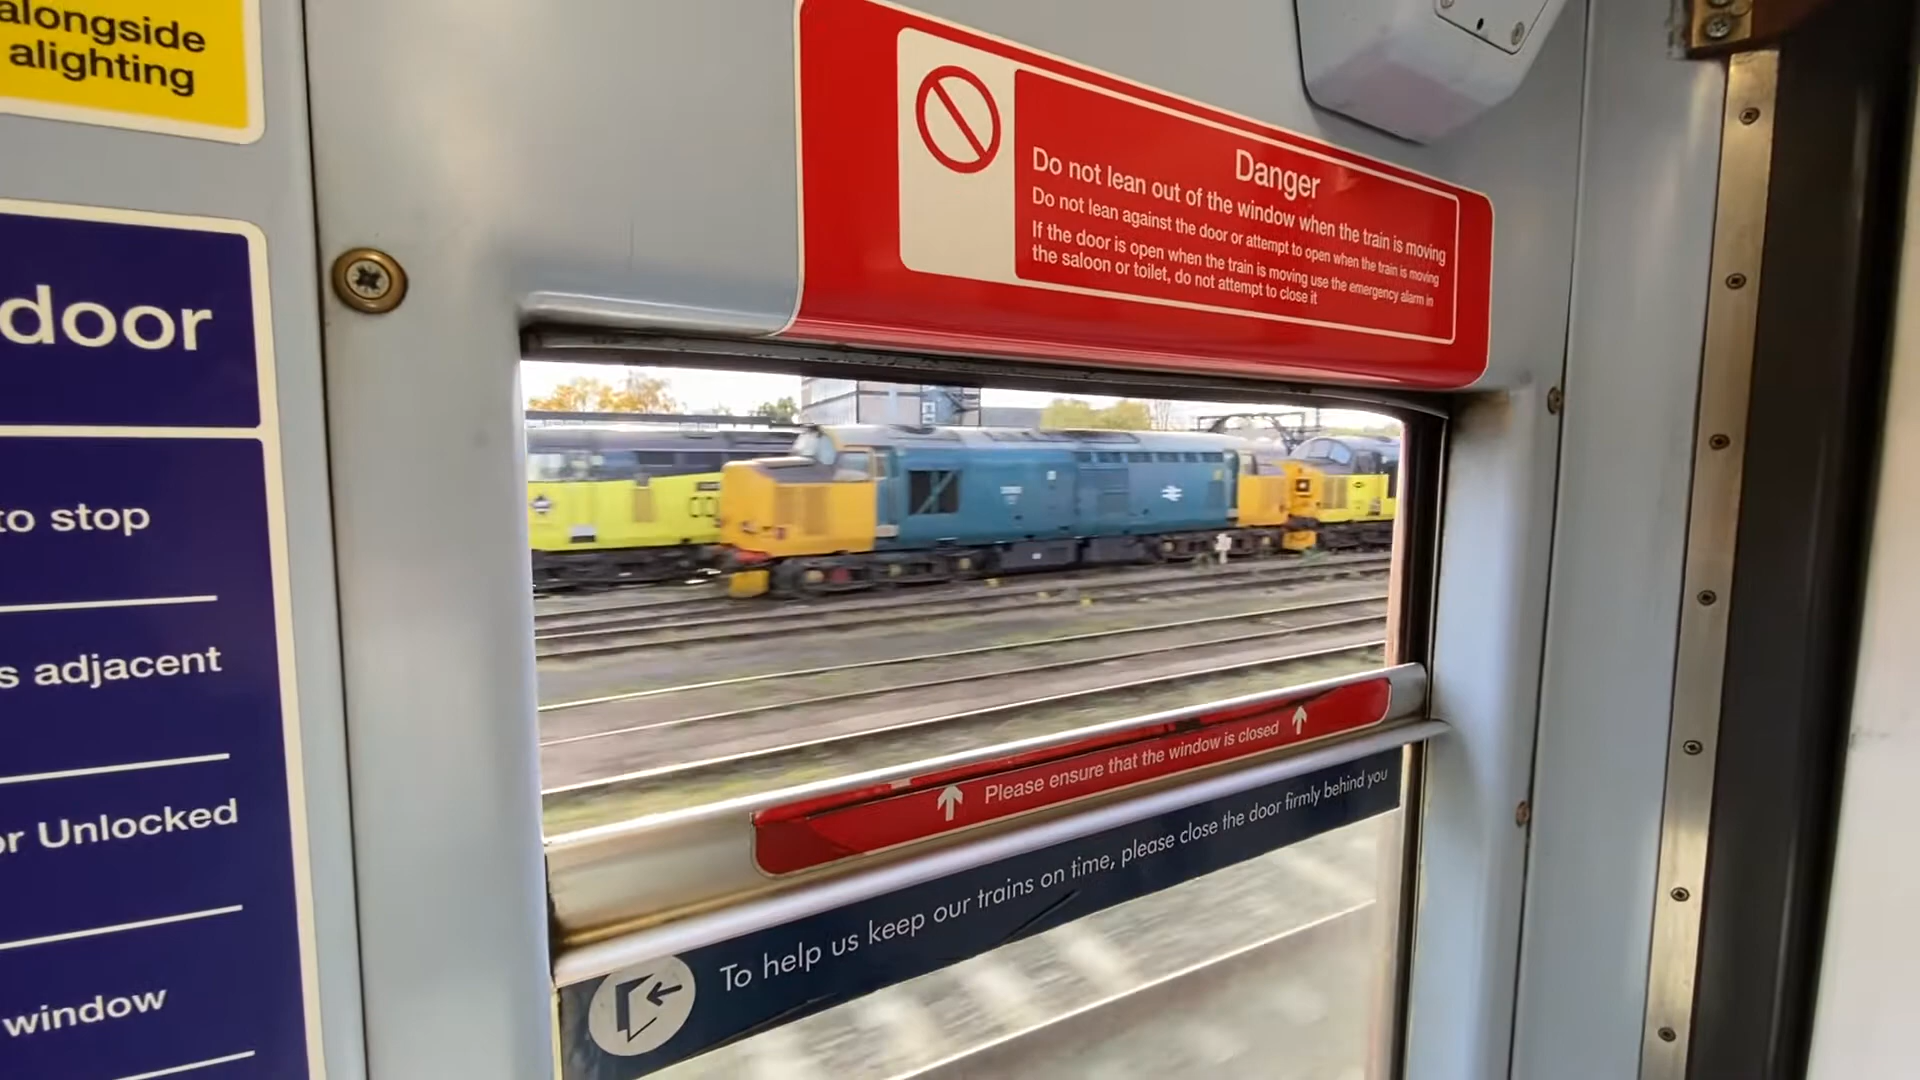 alongside
alighting
door
to stop
s adjacent
or Unlocked
window
Danger
Do not lean out of the window when the train is moving
Do not lean against the door or attempt to open when the train is moving
If the door is open when the train is moving use the emergency alarm in
the saloon or toilet, do not attempt to close it
Please ensure that the window is closed
To help us keep our trains on time, please close the door firmly behind you